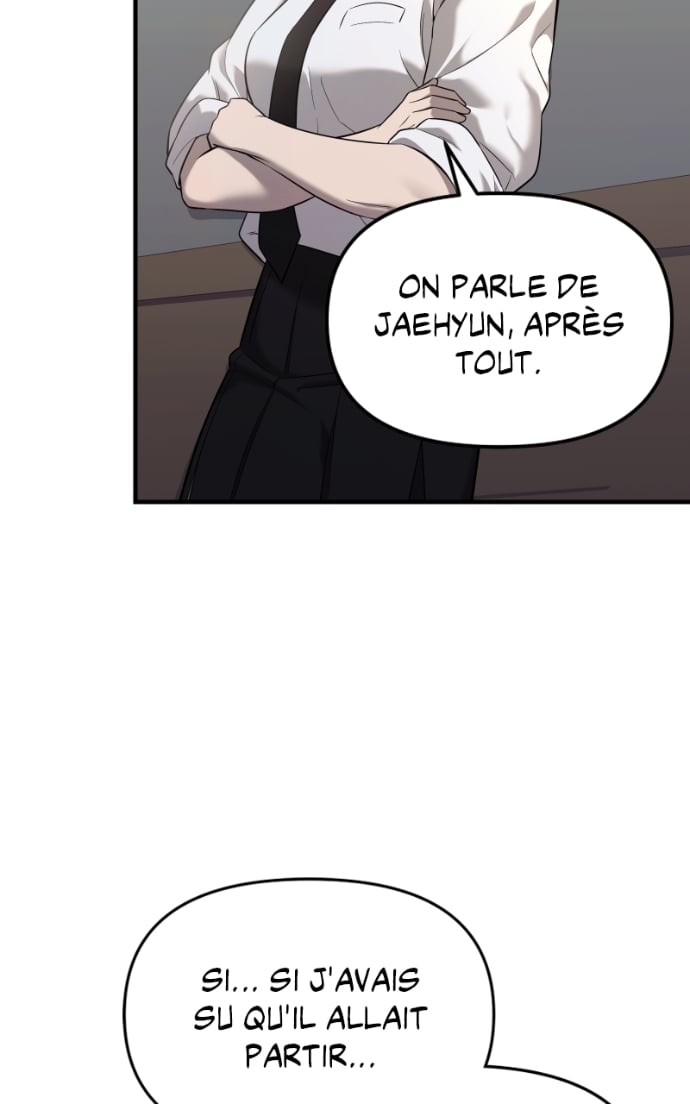 ON PARLE DE
JAEHYUN, APRÈS
TOUT.
SI... SI J'AVAIS
SU QU'IL ALLAIT
PARTIR...